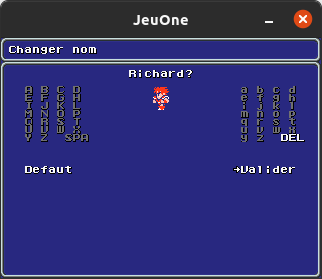 JeuOne
Changer nom
Richard?
A B C D a b c d
E F G H e f g h
I J K L i j k l
M N O P m n o p
Q R S T q r s t
U V W X u v w x
Y Z SPA y z DEL
Defaut →Valider